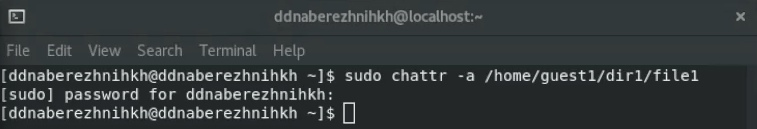 ddnaberezhnihkh@localhost:~
File Edit View Search Terminal Help
[ddnaberezhnihkh@ddnaberezhnihkh ~]$ sudo chattr -a /home/guest1/dir1/file1
[sudo] password for ddnaberezhnihkh:
[ddnaberezhnihkh@ddnaberezhnihkh ~]$